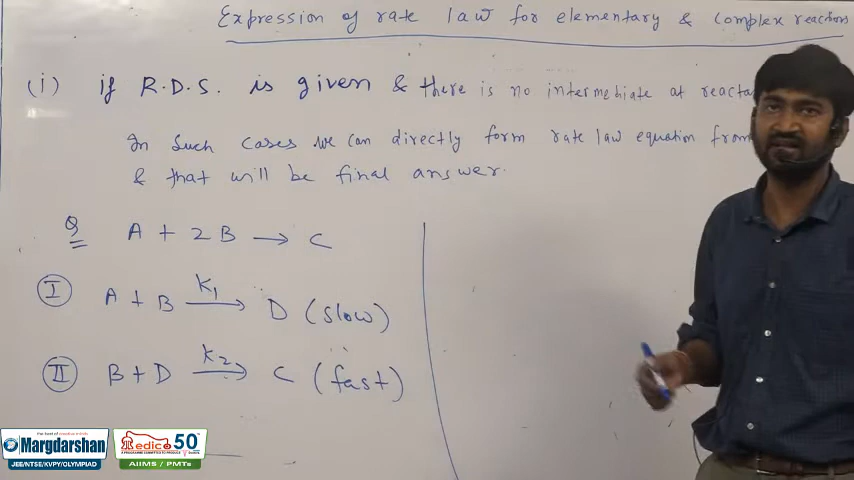 Expression of rate law for elementary & complex reactions
(i) if R.D.S. is given & there is no intermediate at
In such cases we can directly form rate law equation from
& that will be final answer.
Q A + 2B → C
I A + B K1 → D (slow)
II B + D K2 → C (fast)
Margdarshan
JEE/NTSE/KVPY/OLYMPIAD
Medico 50
AIIMS / PMTs